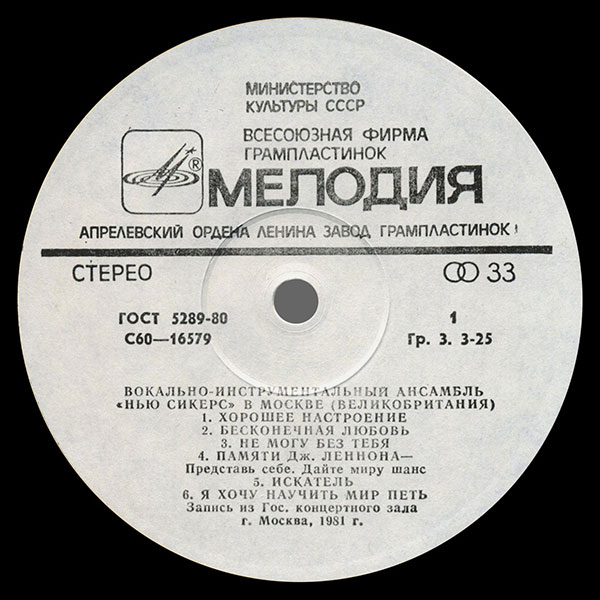 МИНИСТЕРСТВО
КУЛЬТУРЫ СССР
ВСЕСОЮЗНАЯ ФИРМА
ГРАМПЛАСТИНОК
®
МЕЛОДИЯ
АПРЕЛЕВСКИЙ ОРДЕНА ЛЕНИНА ЗАВОД ГРАМПЛАСТИНОК
СТЕРЕО 33
ГОСТ 5289-80 1
С60—16579 Гр. 3. 3-25
ВОКАЛЬНО-ИНСТРУМЕНТАЛЬНЫЙ АНСАМБЛЬ
«НЬЮ СИКЕРС» В МОСКВЕ (ВЕЛИКОБРИТАНИЯ)
1. ХОРОШЕЕ НАСТРОЕНИЕ
2. БЕСКОНЕЧНАЯ ЛЮБОВЬ
3. НЕ МОГУ БЕЗ ТЕБЯ
4. ПАМЯТИ Дж. ЛЕННОНА—
Представь себе. Дайте миру шанс
5. ИСКАТЕЛЬ
6. Я ХОЧУ НАУЧИТЬ МИР ПЕТЬ
Запись из Гос. концертного зала
г. Москва, 1981 г.